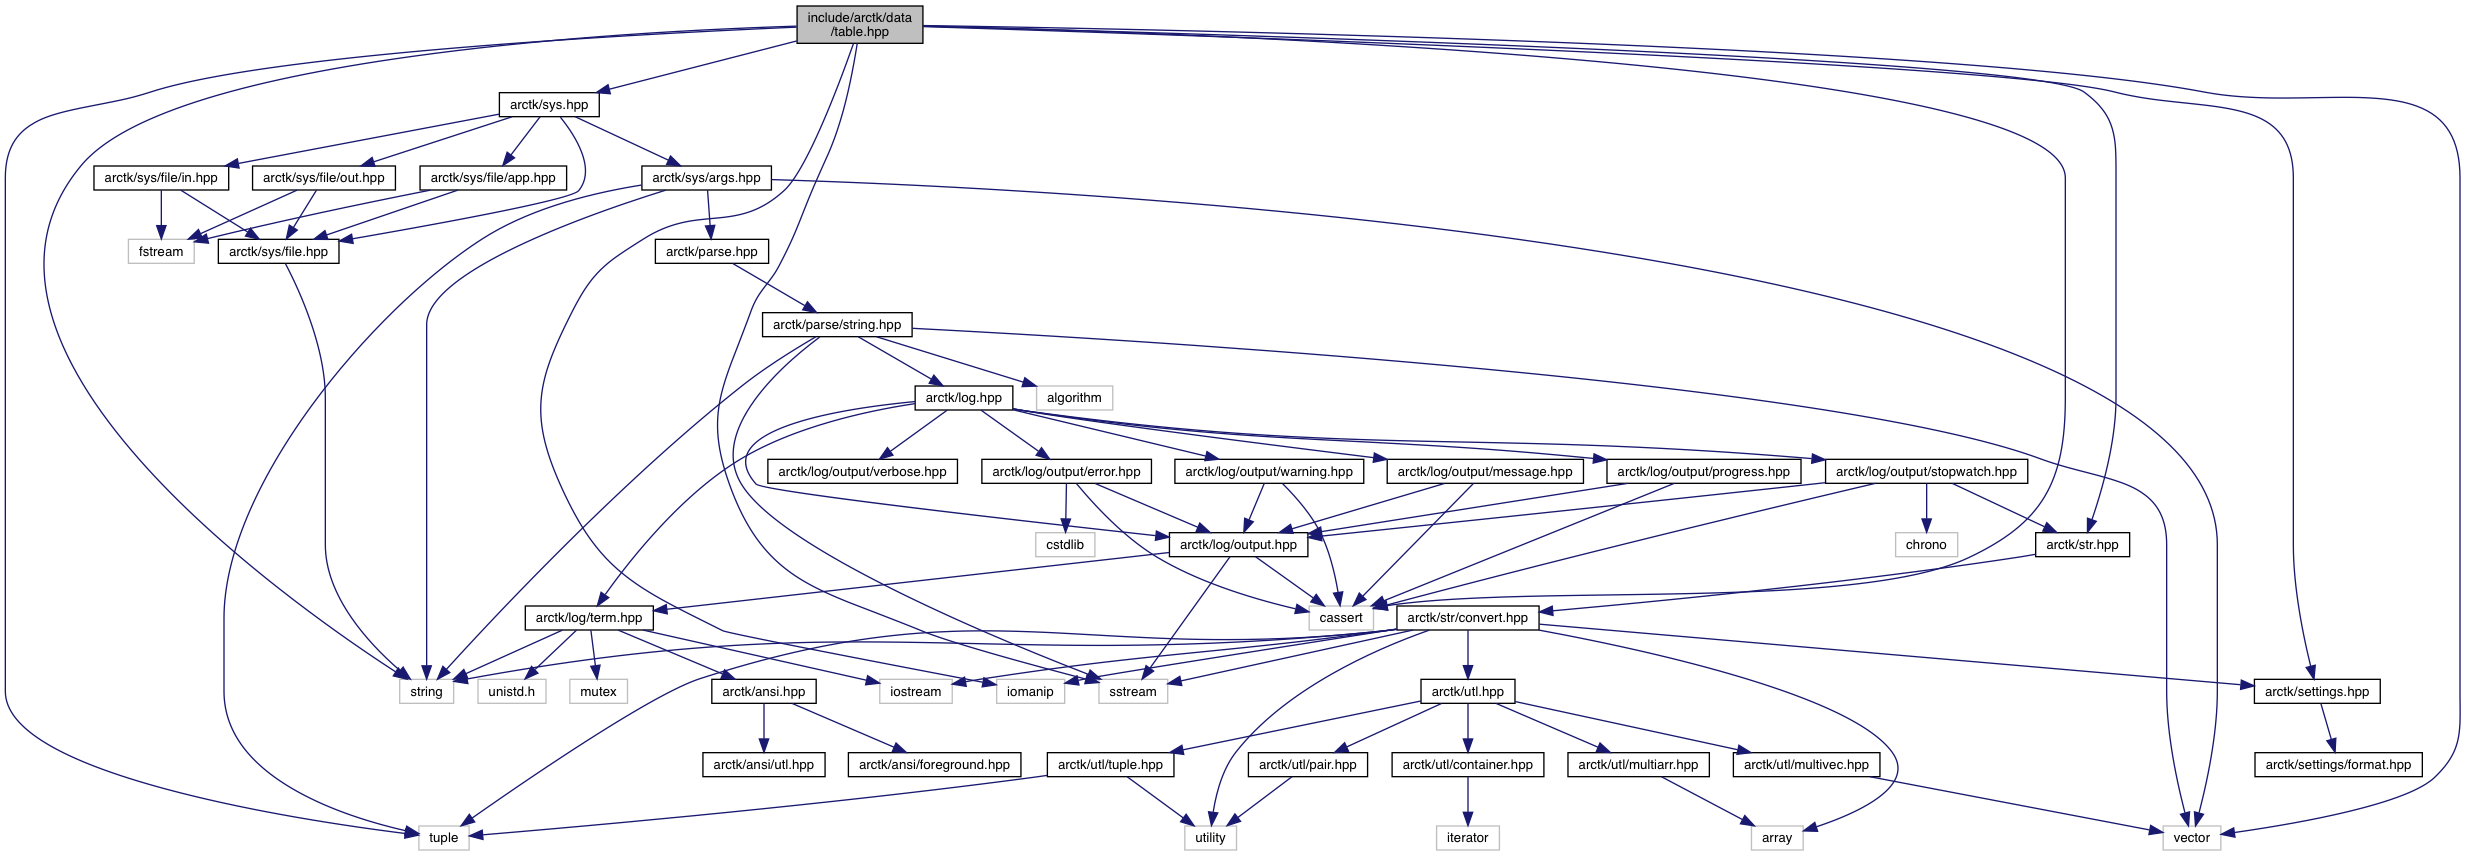 include/arctk/data
/table.hpp
arctk/sys.hpp
arctk/sys/file/in.hpp
arctk/sys/file/out.hpp
arctk/sys/file/app.hpp
arctk/sys/args.hpp
fstream
arctk/sys/file.hpp
arctk/parse.hpp
arctk/parse/string.hpp
arctk/log.hpp
algorithm
arctk/log/output/verbose.hpp
arctk/log/output/error.hpp
arctk/log/output/warning.hpp
arctk/log/output/message.hpp
arctk/log/output/progress.hpp
arctk/log/output/stopwatch.hpp
cstdlib
arctk/log/output.hpp
chrono
arctk/str.hpp
arctk/log/term.hpp
cassert
arctk/str/convert.hpp
string
unistd.h
mutex
arctk/ansi.hpp
iostream
iomanip
sstream
arctk/utl.hpp
arctk/settings.hpp
arctk/ansi/utl.hpp
arctk/ansi/foreground.hpp
arctk/utl/tuple.hpp
arctk/utl/pair.hpp
arctk/utl/container.hpp
arctk/utl/multiarr.hpp
arctk/utl/multivec.hpp
arctk/settings/format.hpp
tuple
utility
iterator
array
vector